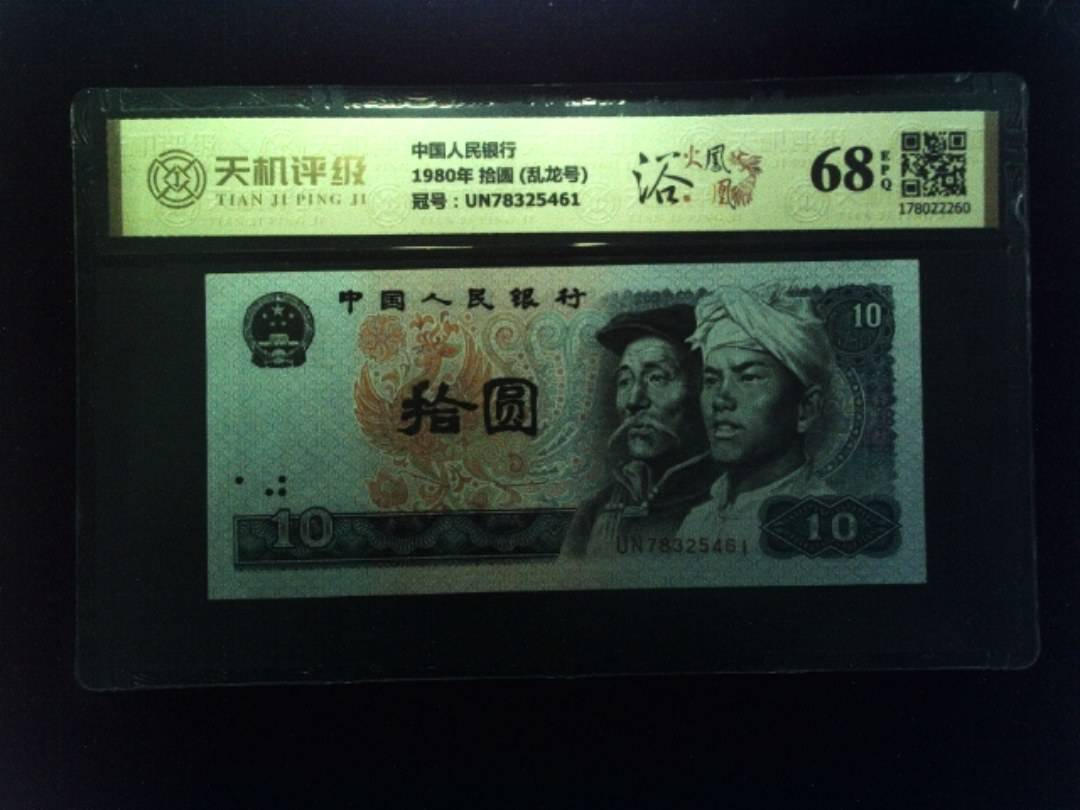 天机评级
TIAN JI PING JI
中国人民银行
1980年 拾圆 (乱龙号)
冠号：UN78325461
浴火凤凰
68
EPQ
178022260
中国人民银行
10
拾圆
10
10
UN78325461